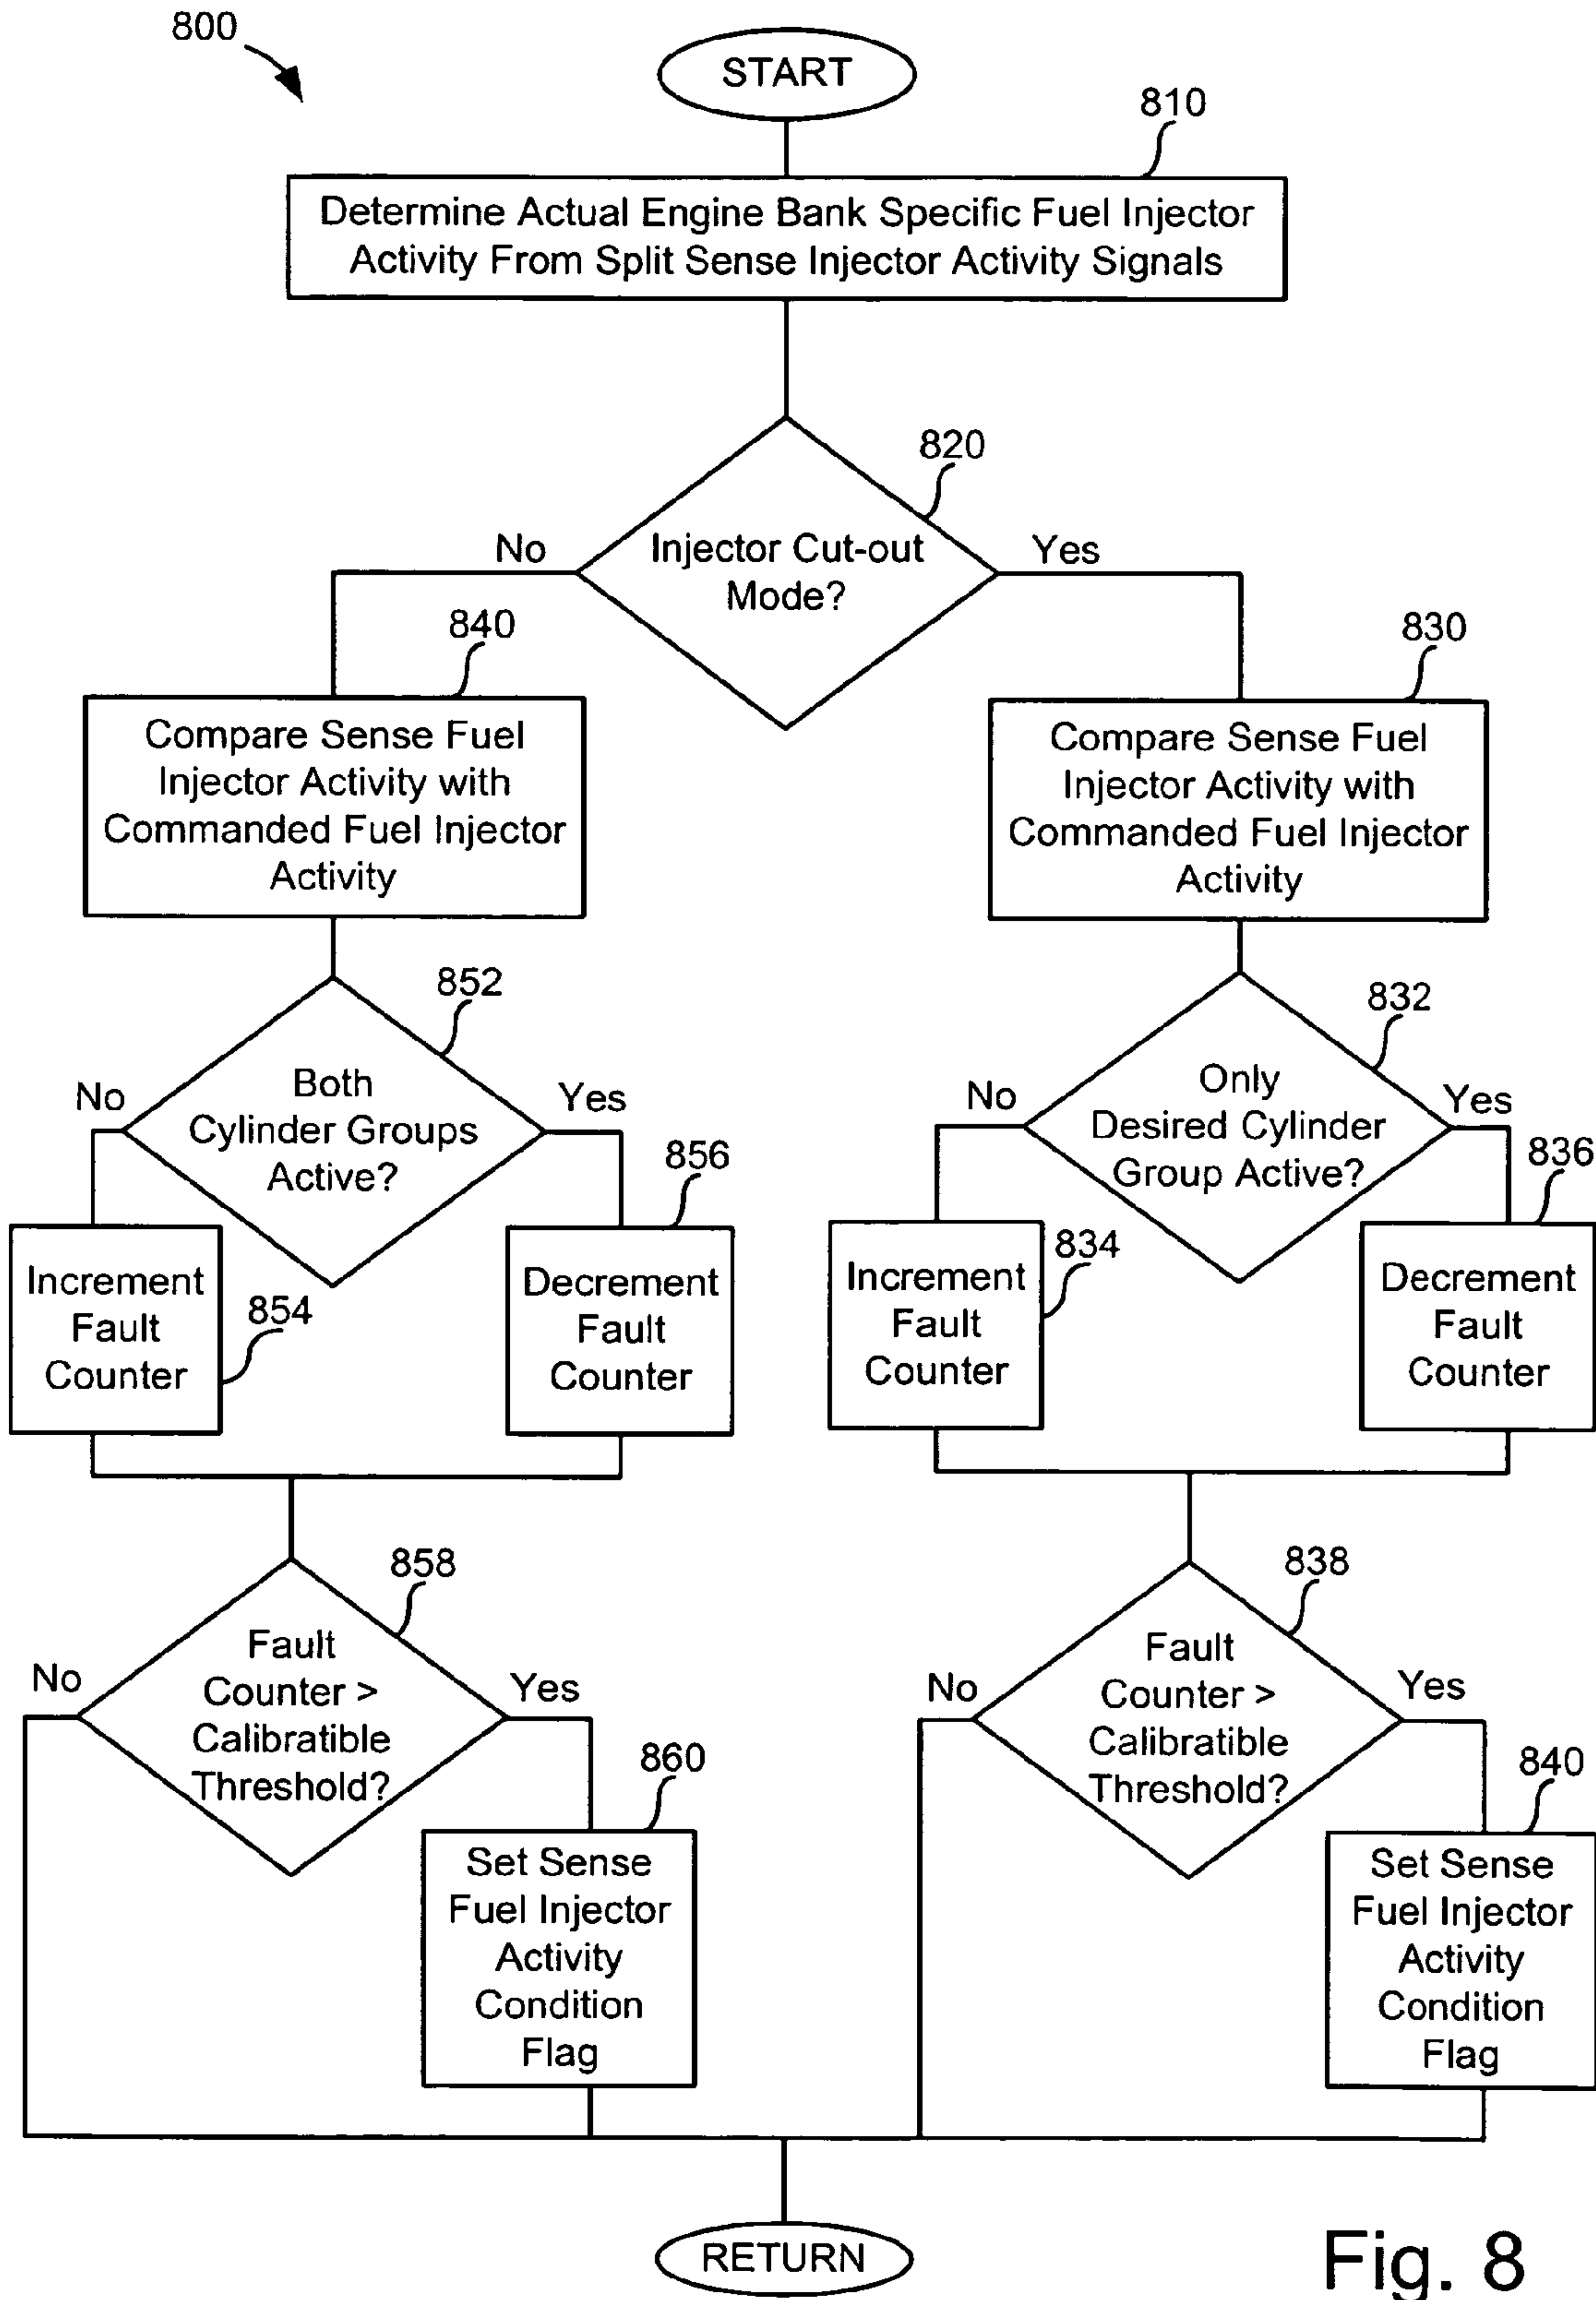 800
START
810
Determine Actual Engine Bank Specific Fuel Injector
Activity From Split Sense Injector Activity Signals
820
Injector Cut-out
Mode?
No
Yes
840
Compare Sense Fuel
Injector Activity with
Commanded Fuel Injector
Activity
830
Compare Sense Fuel
Injector Activity with
Commanded Fuel Injector
Activity
852
Both
Cylinder Groups
Active?
No
Yes
832
Only
Desired Cylinder
Group Active?
No
Yes
854
Increment
Fault
Counter
856
Decrement
Fault
Counter
834
Increment
Fault
Counter
836
Decrement
Fault
Counter
858
Fault
Counter >
Calibratible
Threshold?
No
Yes
838
Fault
Counter >
Calibratible
Threshold?
No
Yes
860
Set Sense
Fuel Injector
Activity
Condition
Flag
840
Set Sense
Fuel Injector
Activity
Condition
Flag
RETURN
Fig. 8